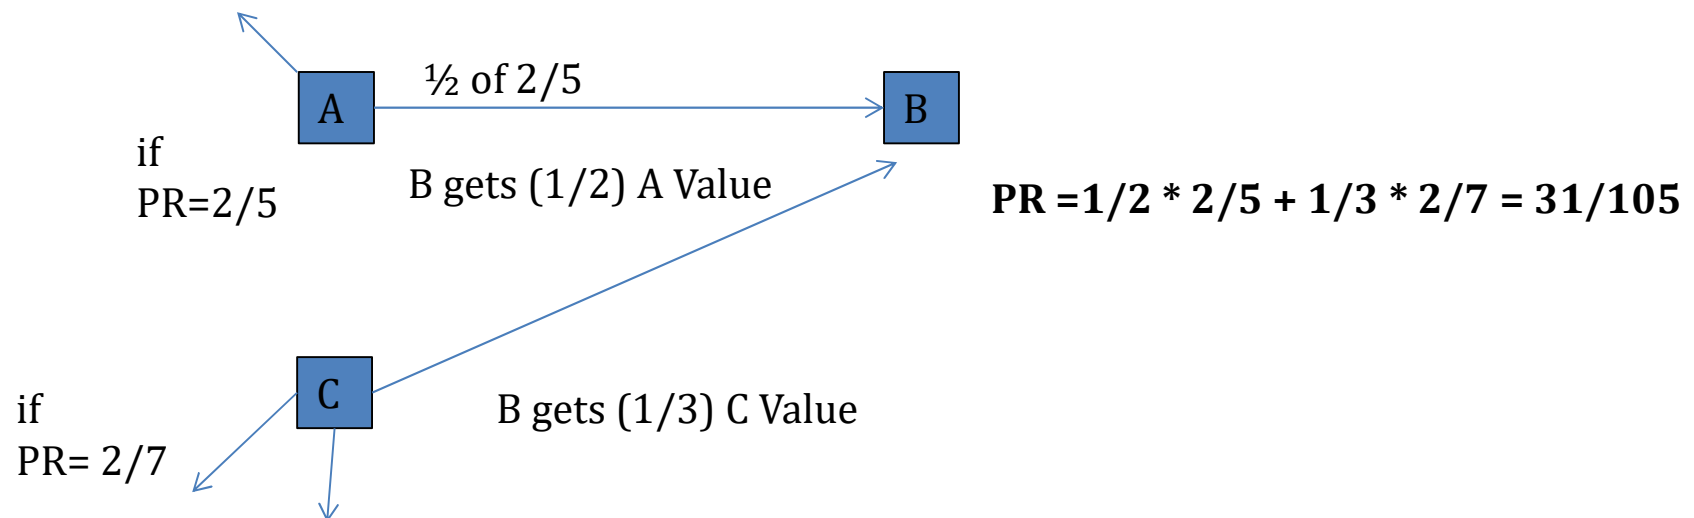 ½ of 2/5
A
B
if
PR=2/5
B gets (1/2) A Value
PR =1/2 * 2/5 + 1/3 * 2/7 = 31/105
C
if
PR= 2/7
B gets (1/3) C Value